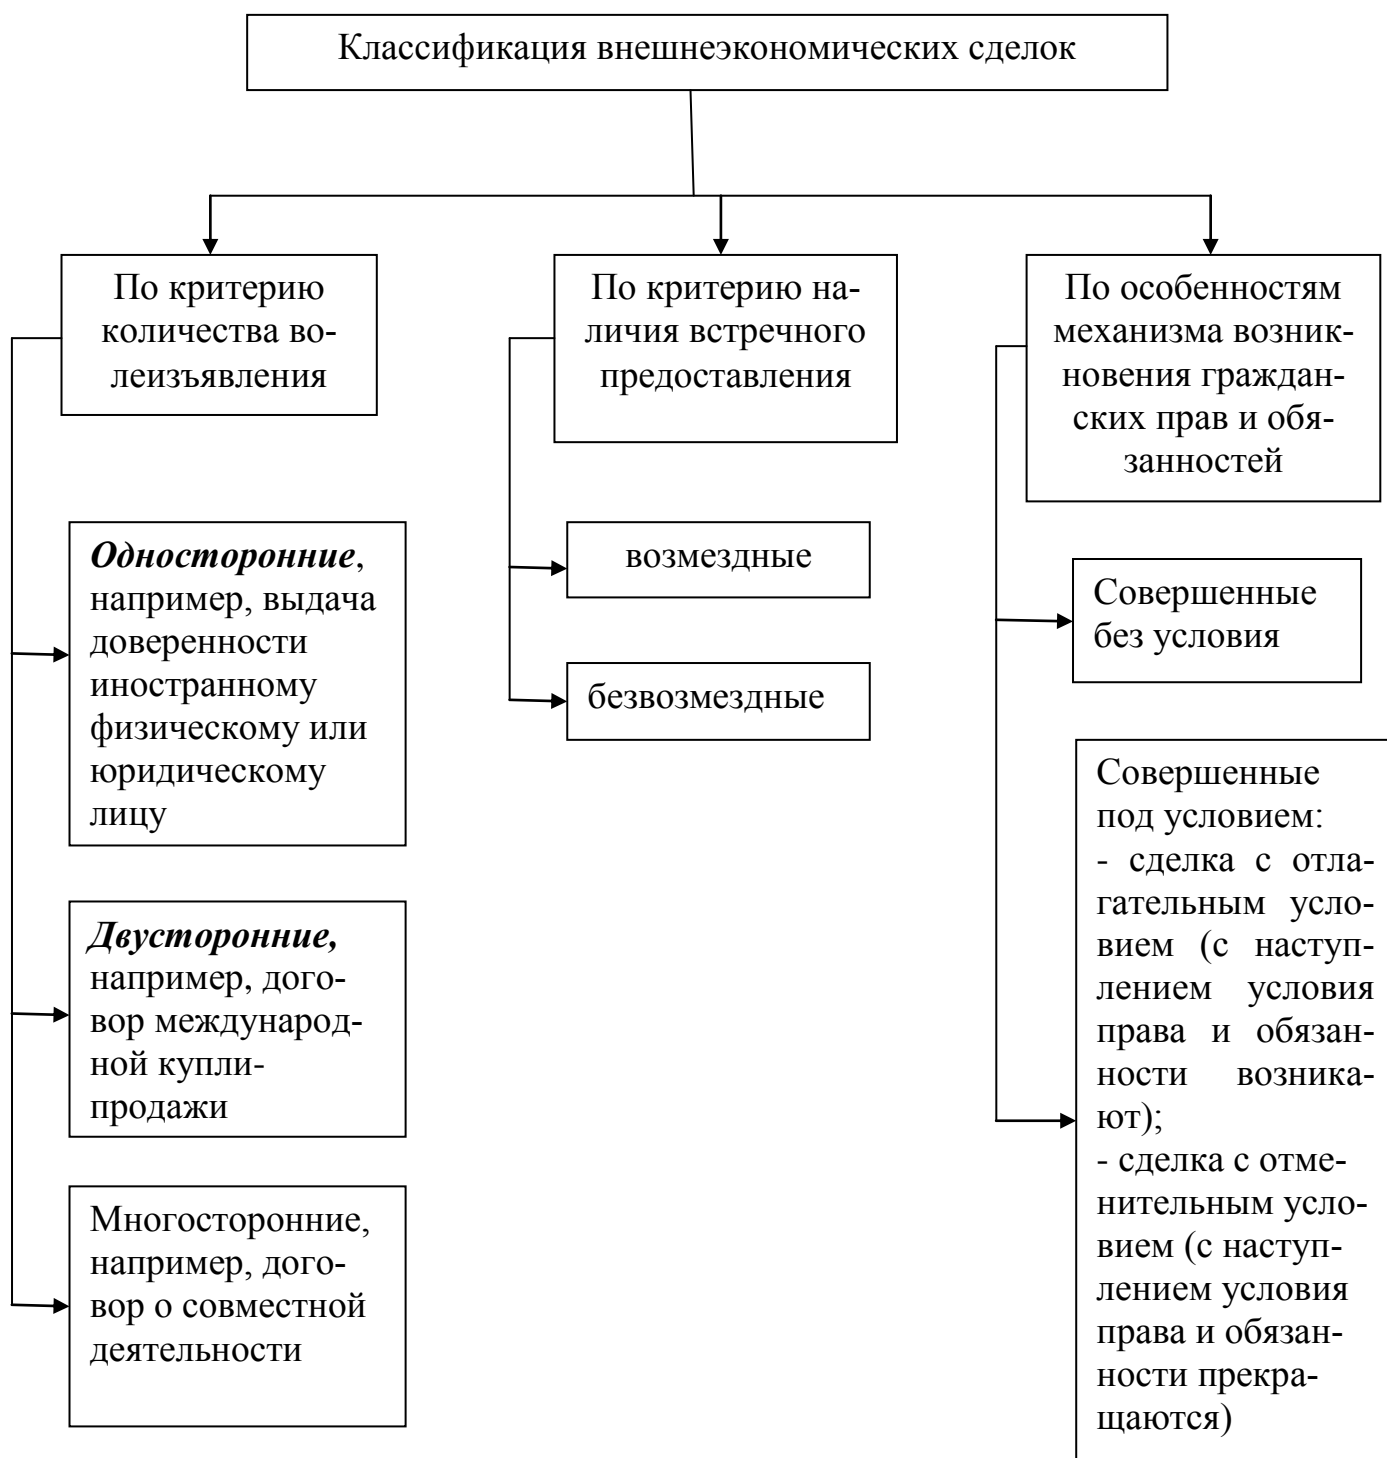 Классификация внешнеэкономических сделок
По критерию
количества во-
леизъявления
Односторонние,
например, выдача
доверенности
иностранному
физическому или
юридическому
лицу
Двусторонние,
например, дого-
вор международ-
ной купли-
продажи
Многосторонние,
например, дого-
вор о совместной
деятельности
По критерию на-
личия встречного
предоставления
возмездные
безвозмездные
По особенностям
механизма возник-
новения граждан-
ских прав и обя-
занностей
Совершенные
без условия
Совершенные
под условием:
- сделка с отла-
гательным усло-
вием (с наступ-
лением условия
права и обязан-
ности возника-
ют);
- сделка с отме-
нительным усло-
вием (с наступ-
лением условия
права и обязан-
ности прекра-
щаются)